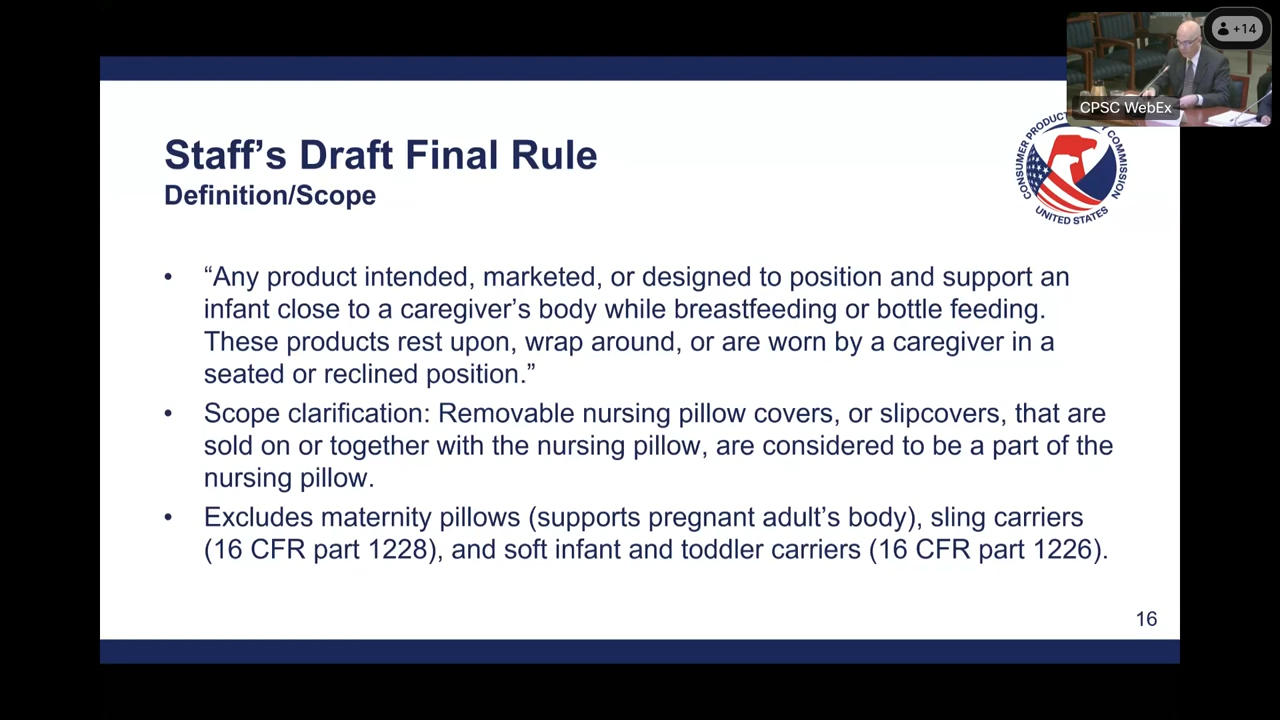 +14
CPSC WebEx
Staff's Draft Final Rule
Definition/Scope
CONSUMER PRODUCT COMMISSION
UNITED STATES
• “Any product intended, marketed, or designed to position and support an
infant close to a caregiver's body while breastfeeding or bottle feeding.
These products rest upon, wrap around, or are worn by a caregiver in a
seated or reclined position.”
• Scope clarification: Removable nursing pillow covers, or slipcovers, that are
sold on or together with the nursing pillow, are considered to be a part of the
nursing pillow.
• Excludes maternity pillows (supports pregnant adult's body), sling carriers
(16 CFR part 1228), and soft infant and toddler carriers (16 CFR part 1226).
16